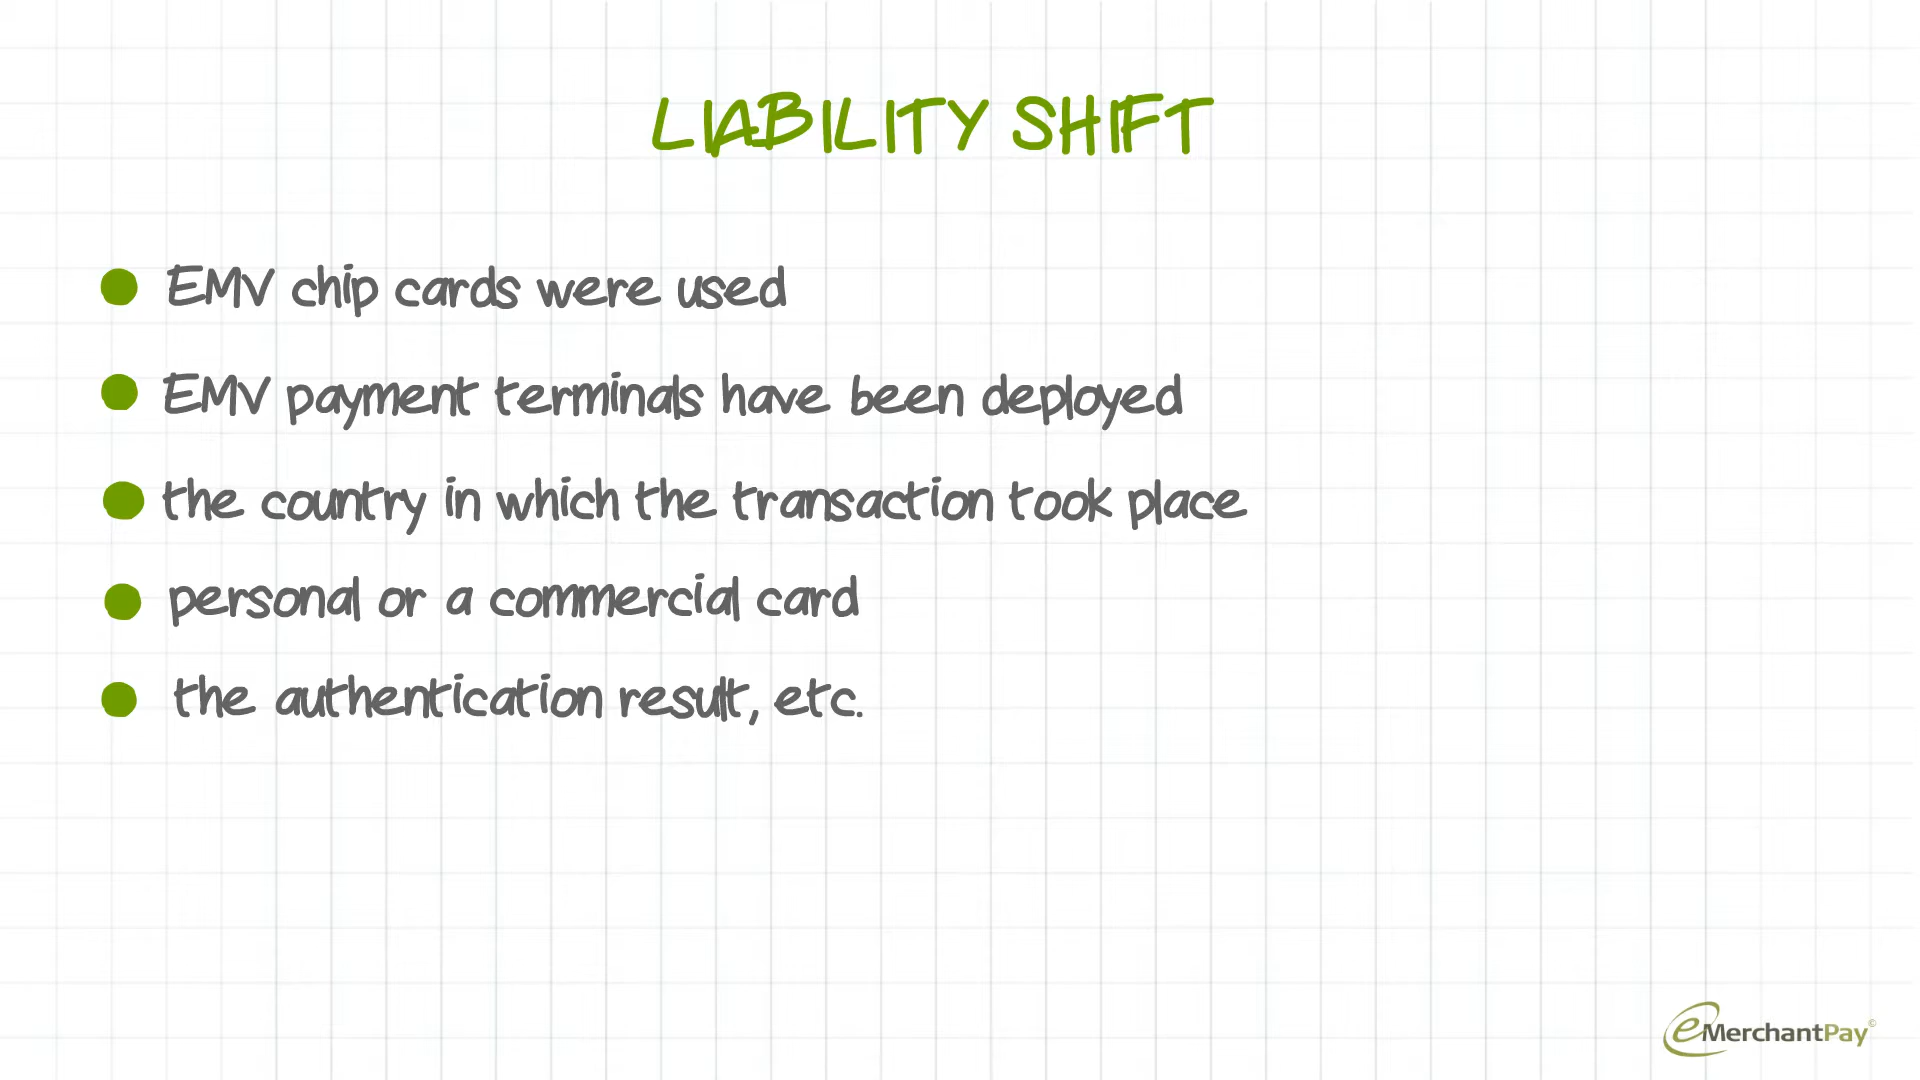 LIABILITY SHIFT
EMV chip cards were used
EMV payment terminals have been deployed
the country in which the transaction took place
personal or a commercial card
the authentication result, etc.
eMerchantPay©